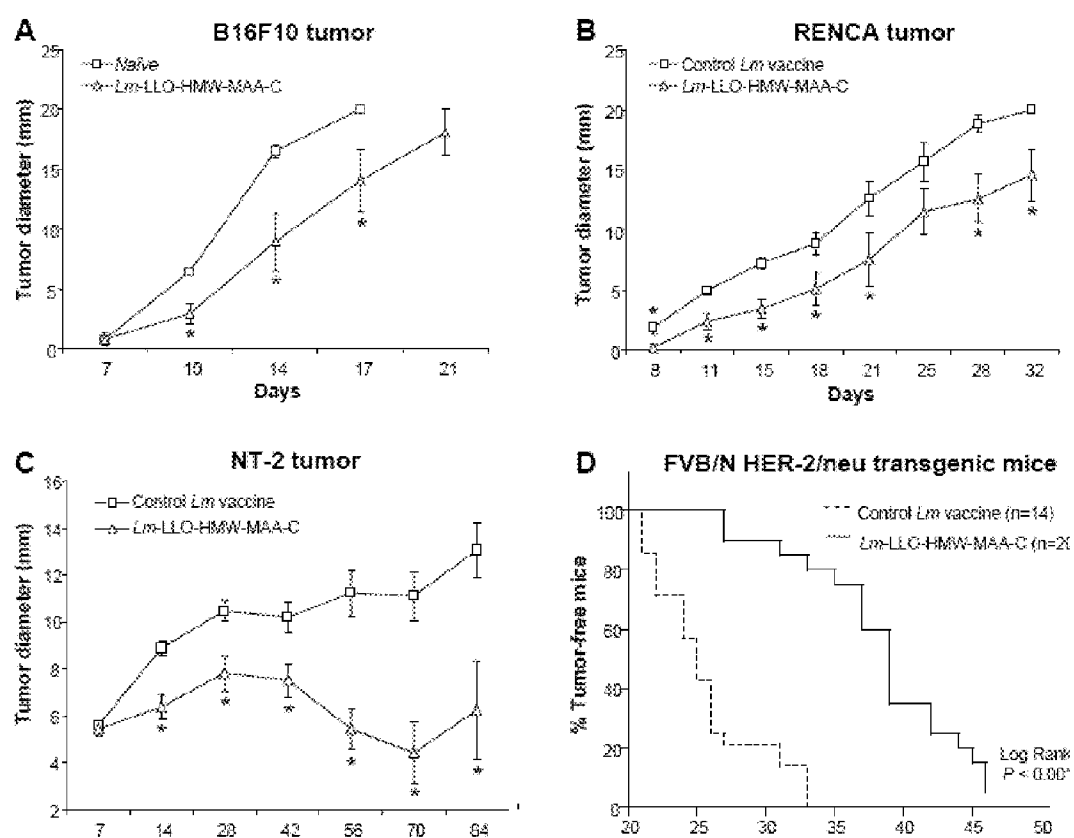 A
B16F10 tumor
25
20
15
10
5
0
Tumor diameter (mm)
Naïve
Lm-LLO-HMW-MAA-C
*
*
*
7 10 14 17 21
Days
B
RENCA tumor
25
20
15
10
5
0
Tumor diameter (mm)
Control Lm vaccine
Lm-LLO-HMW-MAA-C
*
*
*
*
*
*
*
8 11 15 18 21 25 28 32
Days
C
NT-2 tumor
14
12
10
8
6
4
2
Tumor diameter (mm)
Control Lm vaccine
Lm-LLO-HMW-MAA-C
*
*
*
*
*
*
7 14 28 42 56 70 84
D
FVB/N HER-2/neu transgenic mice
100
80
60
40
20
0
% Tumor-free mice
Control Lm vaccine (n=14)
Lm-LLO-HMW-MAA-C (n=20
Log Rank
P < 0.00
20 25 30 35 40 45 50